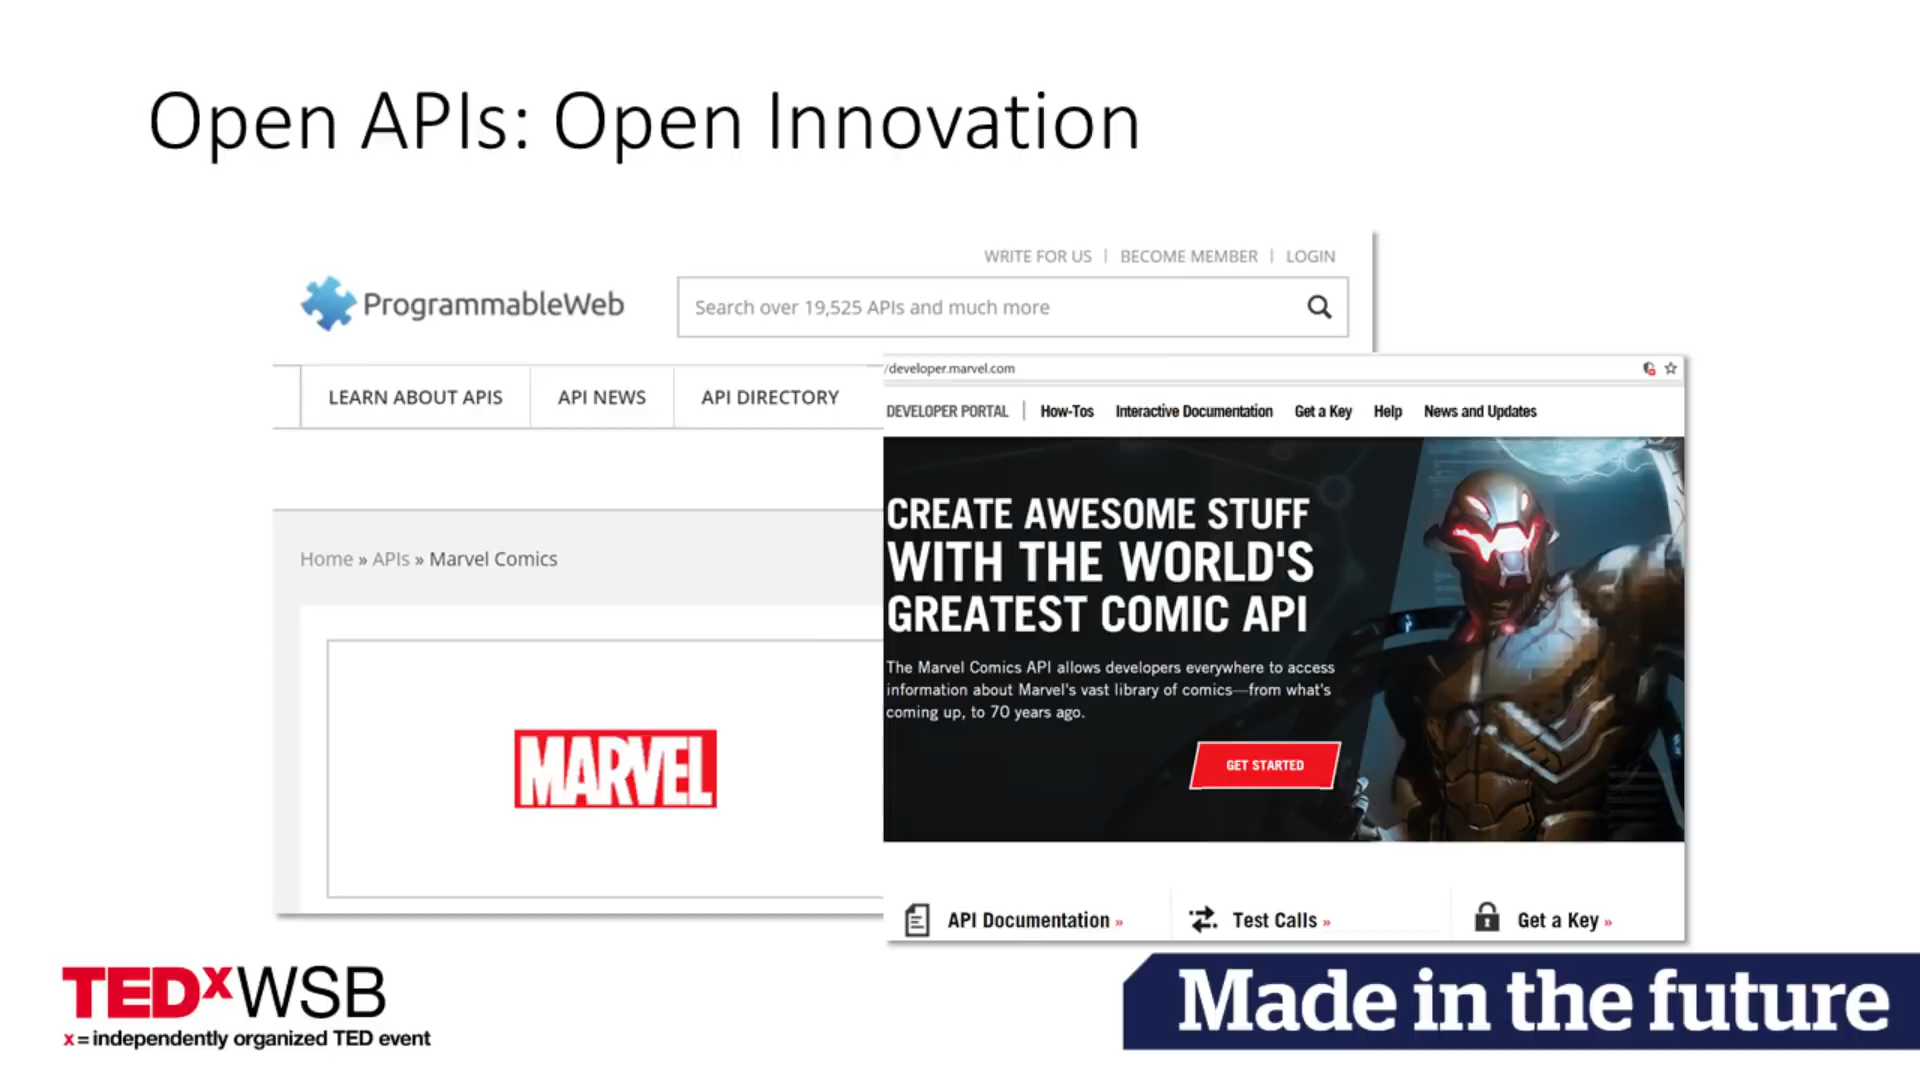 Open APIs: Open Innovation
WRITE FOR US | BECOME MEMBER | LOGIN
ProgrammableWeb
Search over 19,525 APIs and much more
LEARN ABOUT APIS
API NEWS
API DIRECTORY
Home » APIs » Marvel Comics
MARVEL
/developer.marvel.com
DEVELOPER PORTAL | How-Tos Interactive Documentation Get a Key Help News and Updates
CREATE AWESOME STUFF
WITH THE WORLD'S
GREATEST COMIC API
The Marvel Comics API allows developers everywhere to access
information about Marvel's vast library of comics—from what's
coming up, to 70 years ago.
GET STARTED
API Documentation »
Test Calls »
Get a Key »
TEDxWSB
x = independently organized TED event
Made in the future